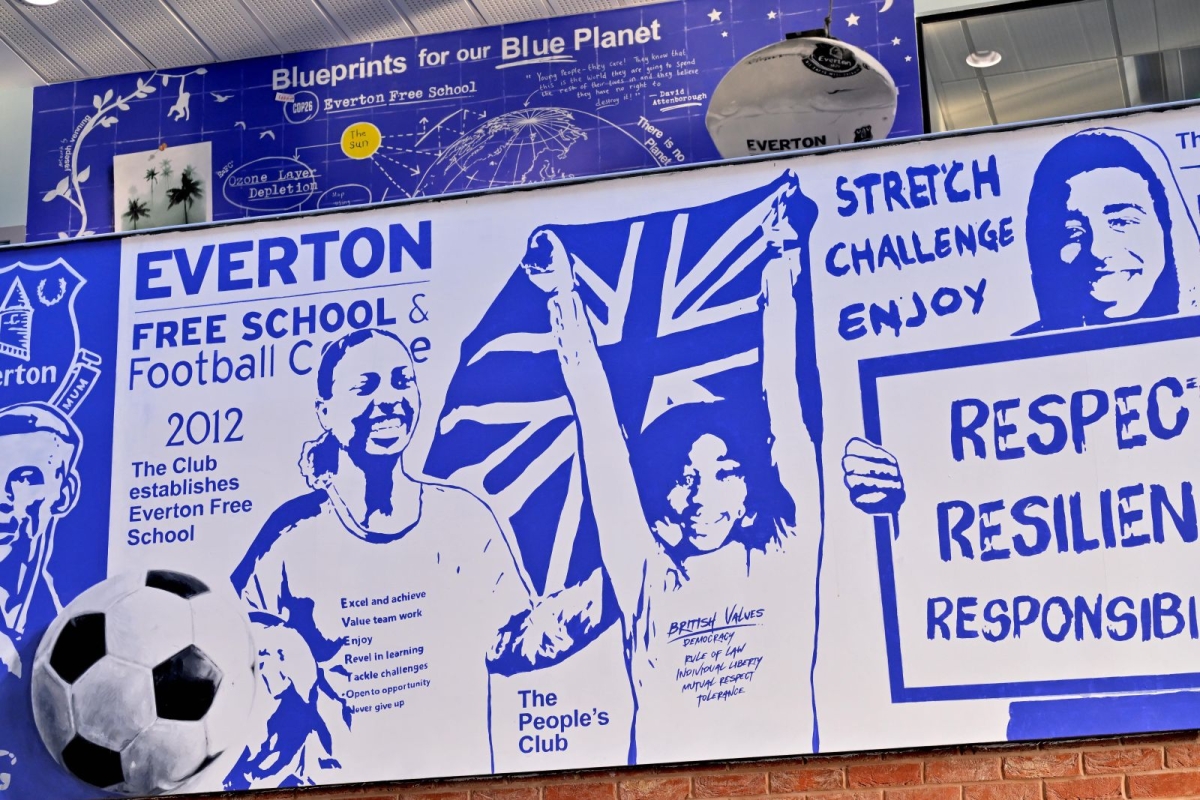 Blueprints for our Blue Planet
COP26
Everton Free School
"Young People - they care! They know that
this is the world they are going to spend
the rest of their lives in and they believe
they have no right to
destroy it!"
- David
Attenborough
The
sun
There is no
Planet
Ozone Layer
Depletion
Everton
EVERTON
EVERTON
FREE SCHOOL &
Football C e
2012
The Club
establishes
Everton Free
School
erton
MUM
Excel and achieve
Value team work
Enjoy
Revel in learning
Tackle challenges
Open to opportunity
Never give up
The
People's
Club
BRITISH VALUES
DEMOCRACY
RULE OF LAW
INDIVIDUAL LIBERTY
MUTUAL RESPECT
TOLERANCE
STRETCH
CHALLENGE
ENJOY
Th
RESPEC
RESILIEN
RESPONSIBI